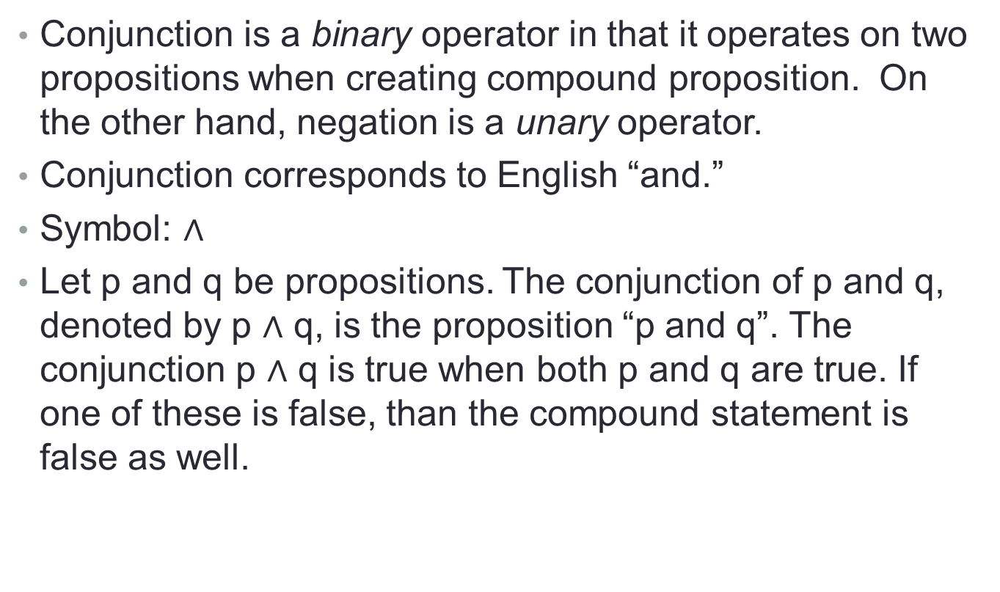 • Conjunction is a binary operator in that it operates on two
propositions when creating compound proposition.  On
the other hand, negation is a unary operator.
• Conjunction corresponds to English “and.”
• Symbol: ∧
• Let p and q be propositions. The conjunction of p and q,
denoted by p ∧ q, is the proposition “p and q”. The
conjunction p ∧ q is true when both p and q are true. If
one of these is false, than the compound statement is
false as well.